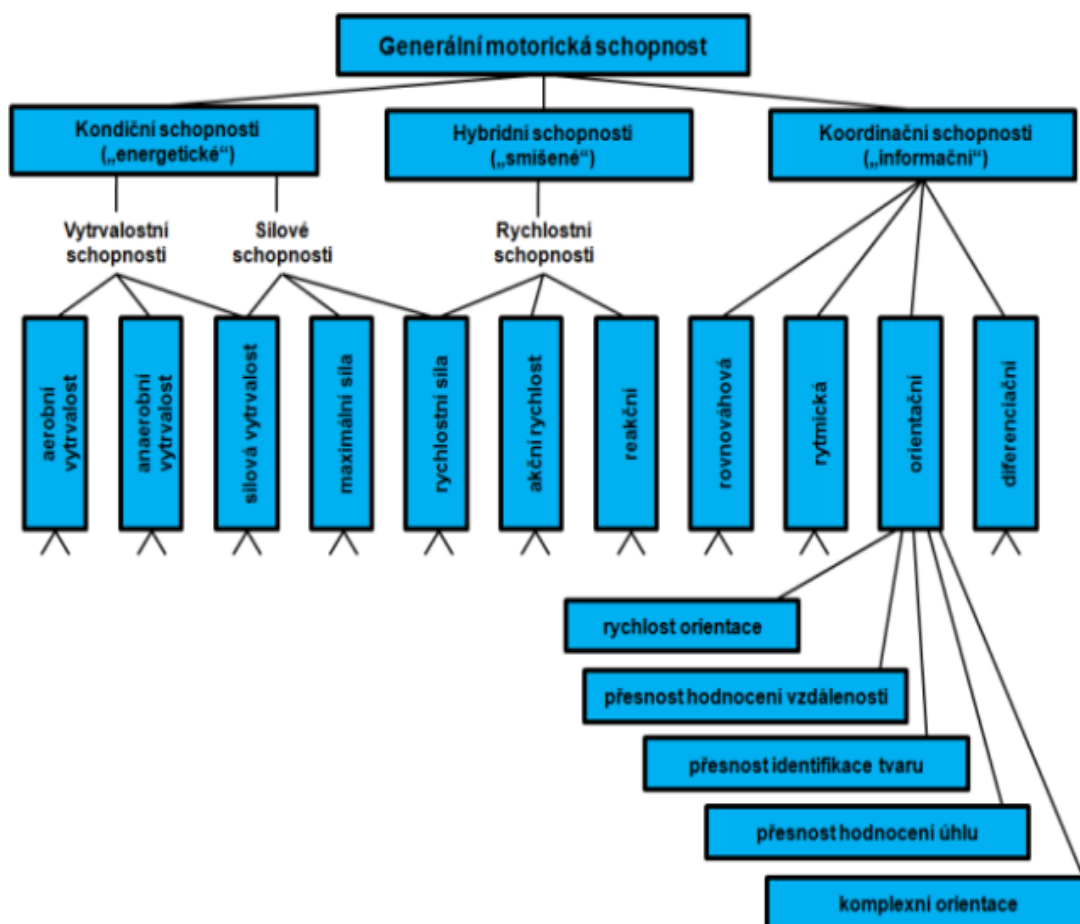 Generální motorická schopnost
Kondiční schopnosti
(„energetické“)
Hybridní schopnosti
(„smíšené“)
Koordinační schopnosti
(„informační“)
Vytrvalostní
schopnosti
Silové
schopnosti
Rychlostní
schopnosti
aerobní
vytrvalost
anaerobní
vytrvalost
silová vytrvalost
maximální síla
rychlostní síla
akční rychlost
reakční
rovnováhová
rytmická
orientační
diferenciační
rychlost orientace
přesnost hodnocení vzdálenosti
přesnost identifikace tvaru
přesnost hodnocení úhlu
komplexní orientace